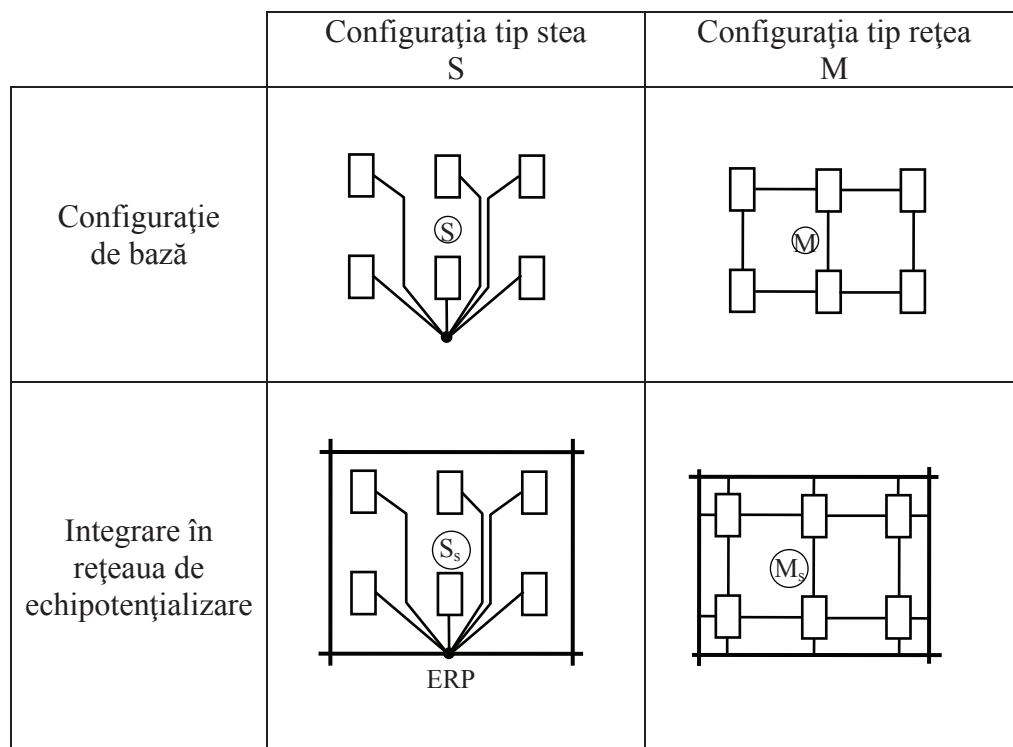 Configuraţia tip stea
S
Configuraţia tip reţea
M
Configuraţie
de bază
S
M
Integrare în
reţeaua de
echipotenţializare
Ss
ERP
Ms